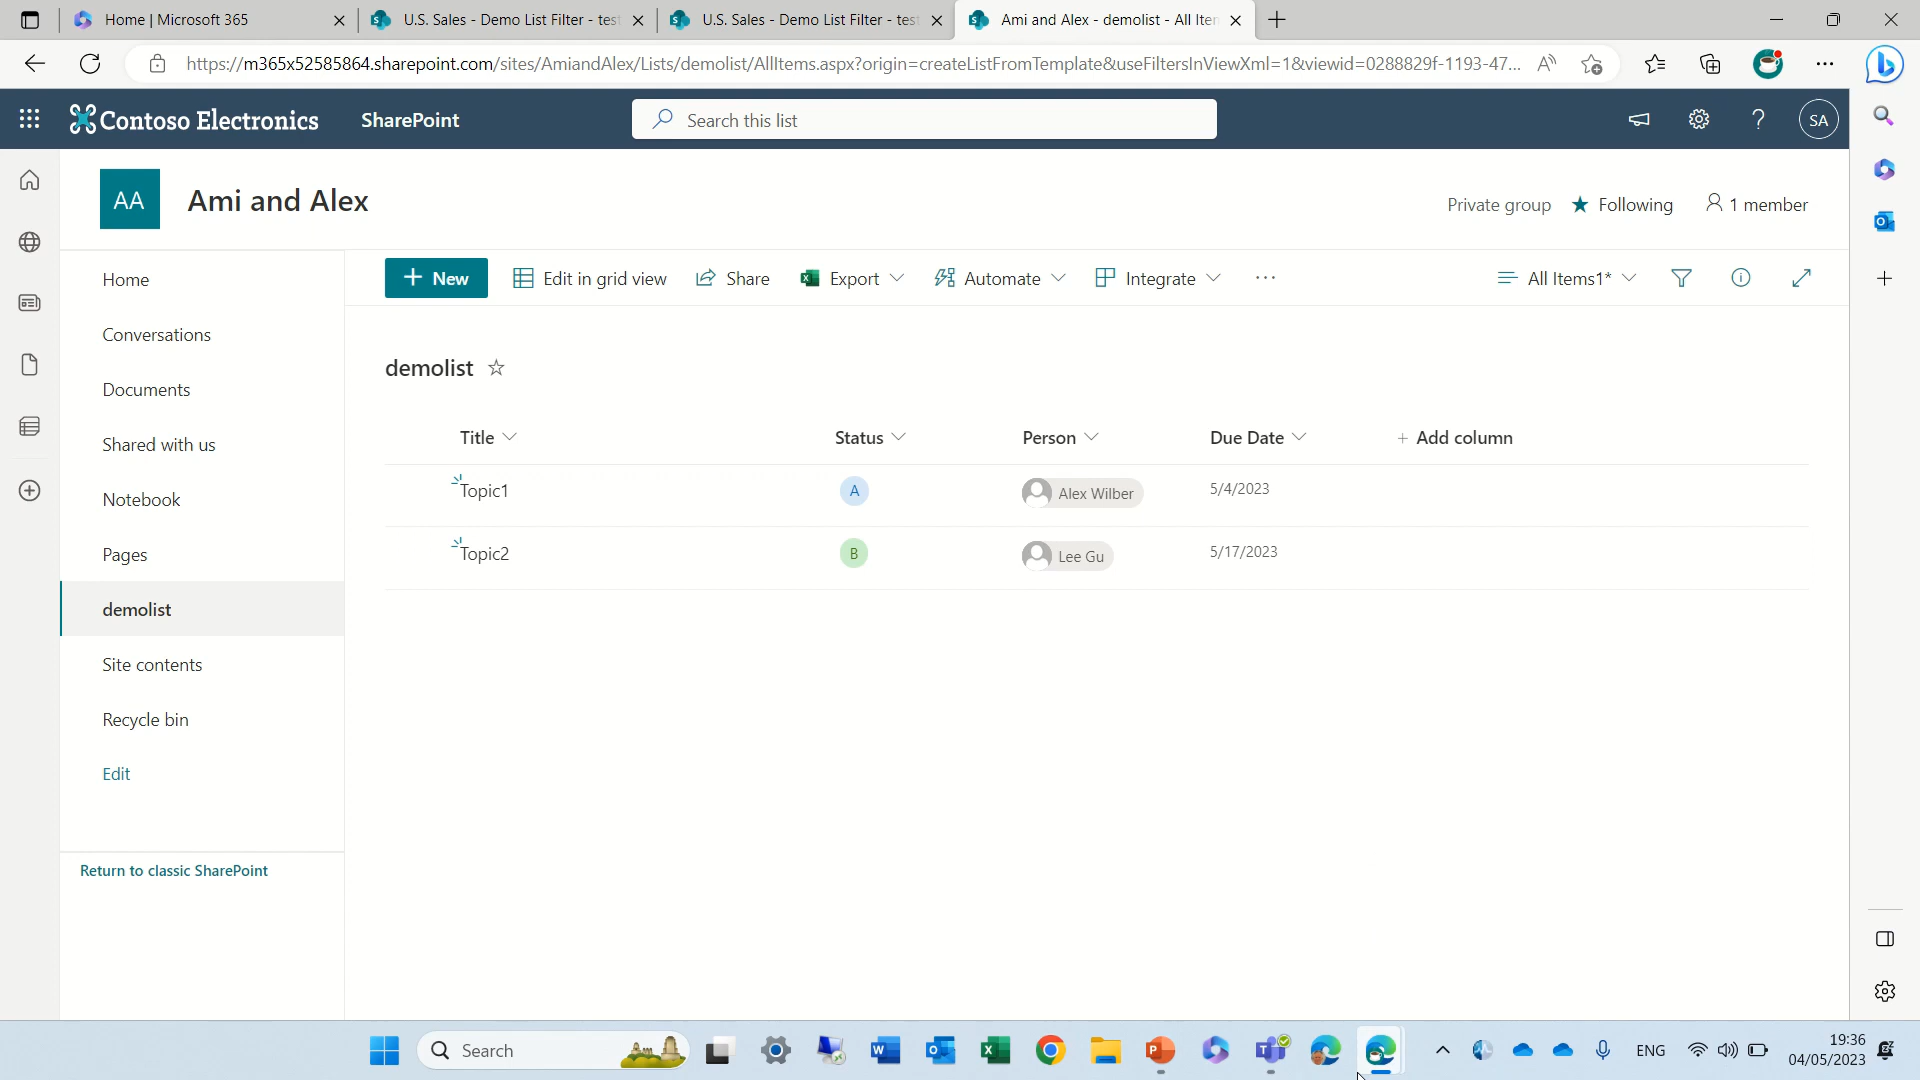 Home | Microsoft 365
U.S. Sales - Demo List Filter - test
U.S. Sales - Demo List Filter - test
Ami and Alex - demolist - All Iten
https://m365x52585864.sharepoint.com/sites/AmiandAlex/Lists/demolist/AllItems.aspx?origin=createListFromTemplate&useFiltersInViewXml=1&viewid=0288829f-1193-47...
Contoso Electronics
SharePoint
Search this list
SA
AA
Ami and Alex
Private group
Following
1 member
Home
Conversations
Documents
Shared with us
Notebook
Pages
demolist
Site contents
Recycle bin
Edit
Return to classic SharePoint
New
Edit in grid view
Share
Export
Automate
Integrate
All Items1*
demolist
Title
Status
Person
Due Date
+ Add column
Topic1
A
Alex Wilber
5/4/2023
Topic2
B
Lee Gu
5/17/2023
Search
ENG
19:36
04/05/2023